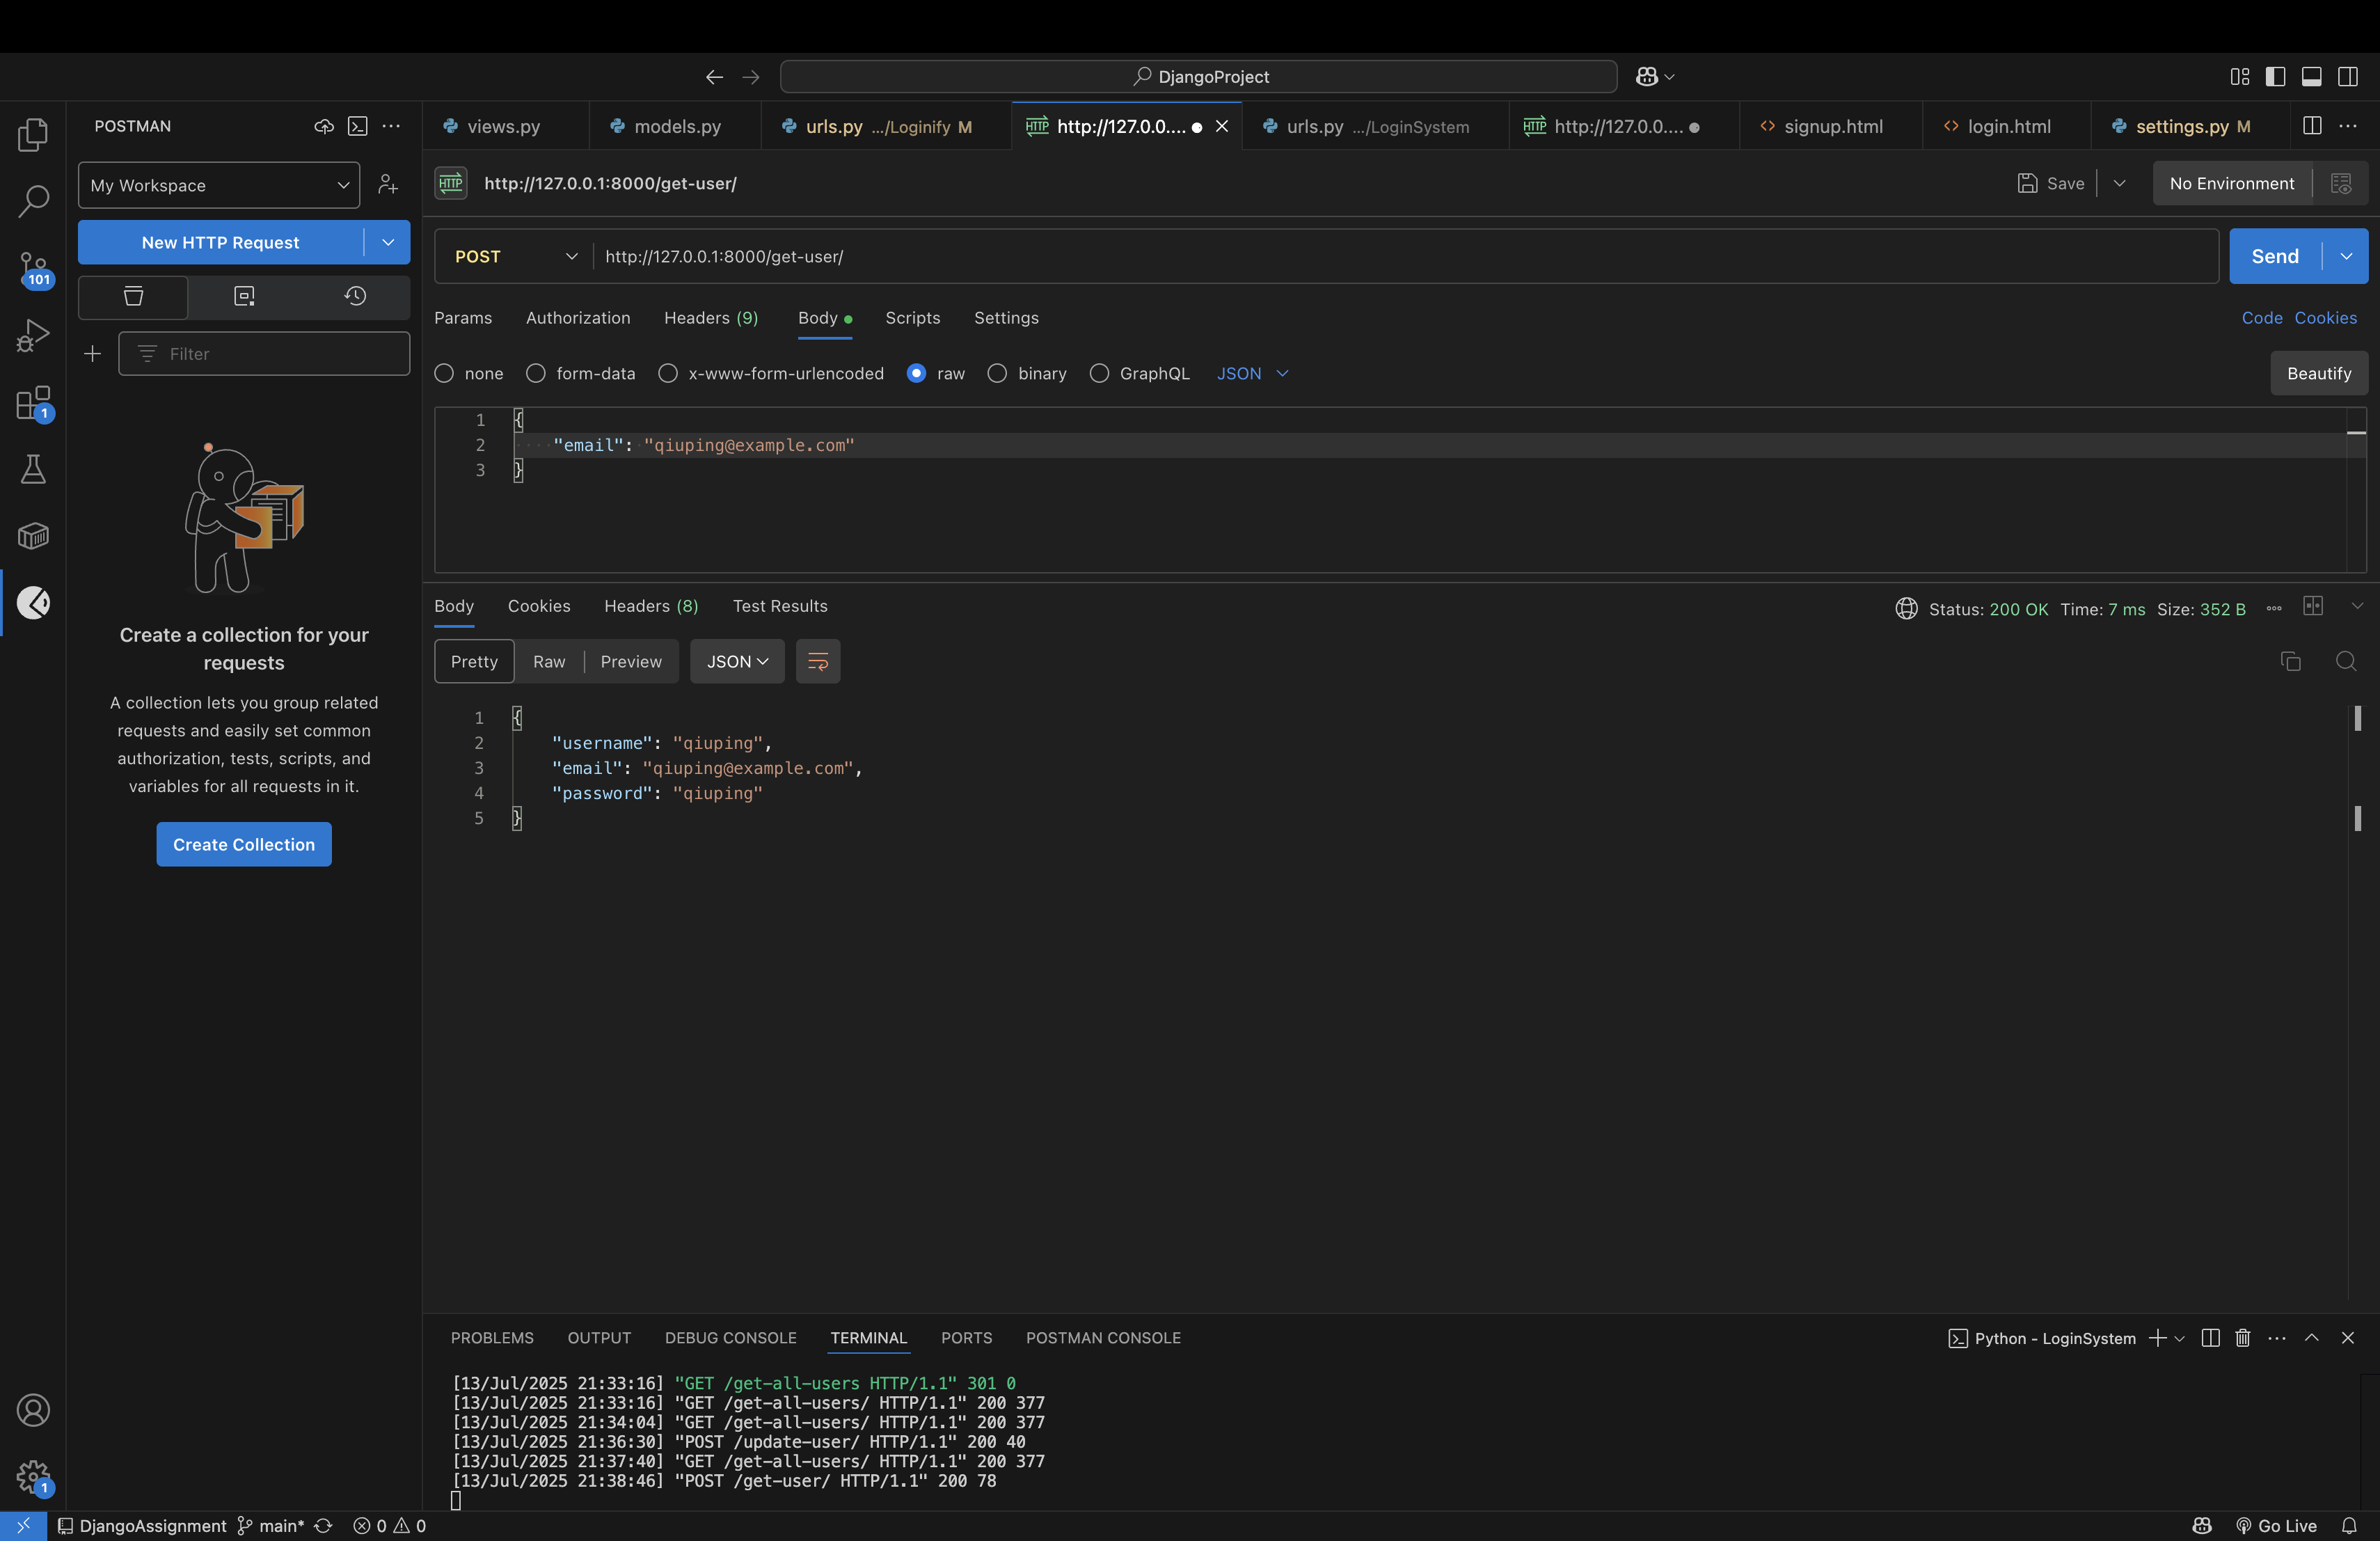 DjangoProject
POSTMAN
views.py
models.py
urls.py .../Loginify M
http://127.0.0....
urls.py .../LoginSystem
http://127.0.0....
signup.html
login.html
settings.py M
My Workspace
HTTP http://127.0.0.1:8000/get-user/
Save
No Environment
New HTTP Request
POST http://127.0.0.1:8000/get-user/
Send
101
Params Authorization Headers (9) Body Scripts Settings
Code Cookies
Filter
none form-data x-www-form-urlencoded raw binary GraphQL JSON
Beautify
1
1 {
2 "email": "qiuping@example.com"
3 }
Body Cookies Headers (8) Test Results
Status: 200 OK Time: 7 ms Size: 352 B
Create a collection for your
requests
Pretty Raw Preview JSON
A collection lets you group related
requests and easily set common
authorization, tests, scripts, and
variables for all requests in it.
Create Collection
1 {
2 "username": "qiuping",
3 "email": "qiuping@example.com",
4 "password": "qiuping"
5 }
PROBLEMS OUTPUT DEBUG CONSOLE TERMINAL PORTS POSTMAN CONSOLE
Python - LoginSystem
[13/Jul/2025 21:33:16] "GET /get-all-users HTTP/1.1" 301 0
[13/Jul/2025 21:33:16] "GET /get-all-users/ HTTP/1.1" 200 377
[13/Jul/2025 21:34:04] "GET /get-all-users/ HTTP/1.1" 200 377
[13/Jul/2025 21:36:30] "POST /update-user/ HTTP/1.1" 200 40
[13/Jul/2025 21:37:40] "GET /get-all-users/ HTTP/1.1" 200 377
[13/Jul/2025 21:38:46] "POST /get-user/ HTTP/1.1" 200 78
1
DjangoAssignment main* 0 0
Go Live